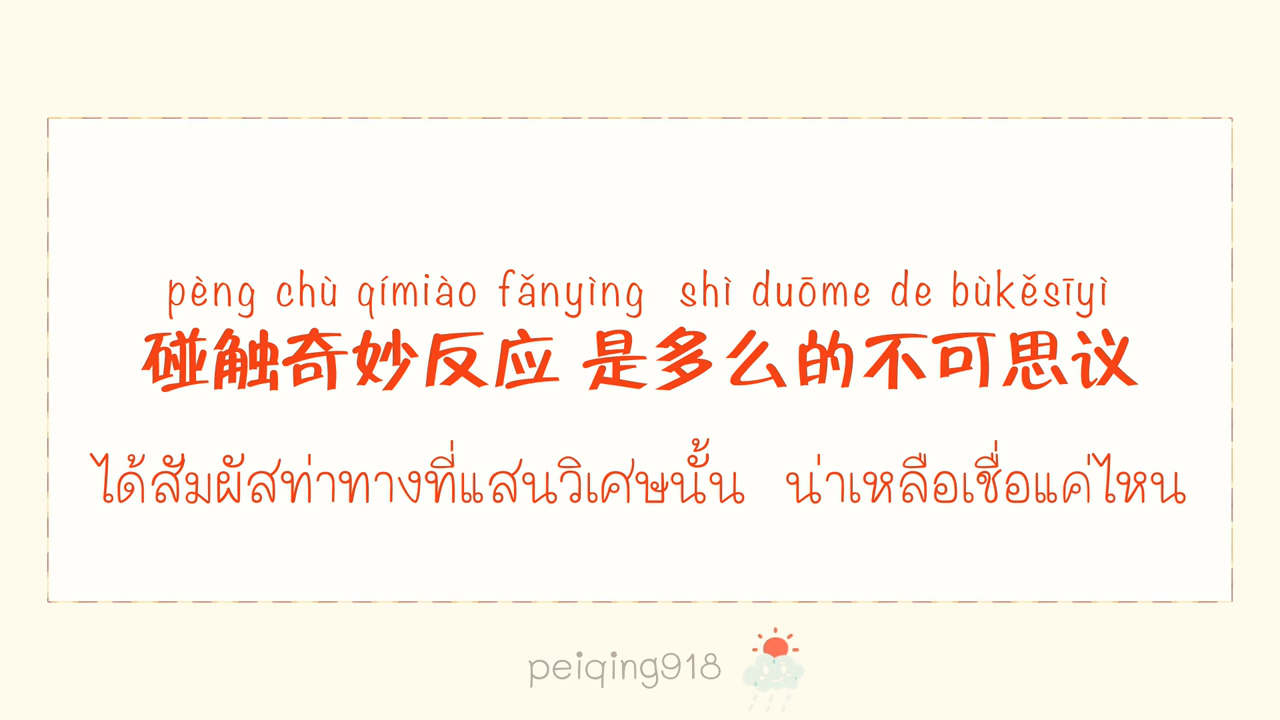 pèng chù qímiào fǎnyìng shì duōme de bùkěsīyì
碰触奇妙反应 是多么的不可思议
ได้สัมผัสท่าทางที่แสนวิเศษนั้น น่าเหลือเชื่อแค่ไหน
peiqing918